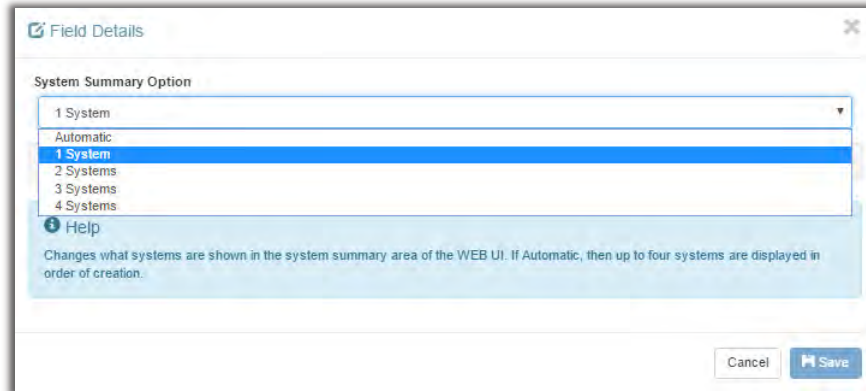 Field Details
System Summary Option
1 System
Automatic
1 System
2 Systems
3 Systems
4 Systems
Help
Changes what systems are shown in the system summary area of the WEB UI. If Automatic, then up to four systems are displayed in
order of creation.
Cancel
Save